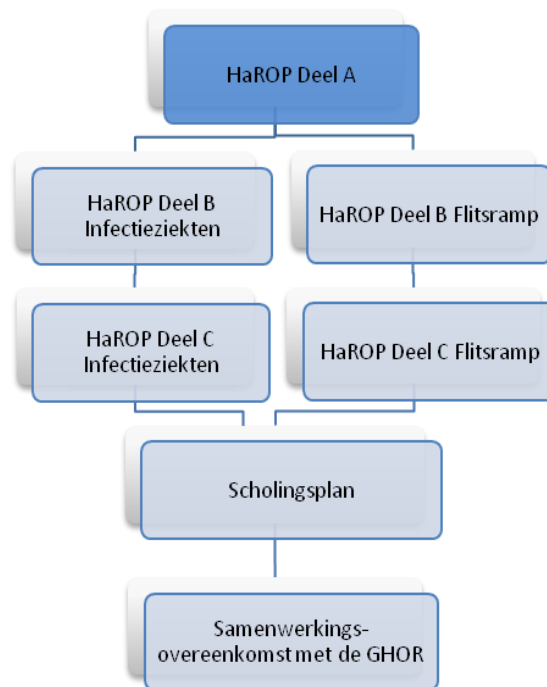 HaROP Deel A
HaROP Deel B
Infectieziekten
HaROP Deel B Flitsramp
HaROP Deel C
Infectieziekten
HaROP Deel C Flitsramp
Scholingsplan
Samenwerkings-
overeenkomst met de GHOR